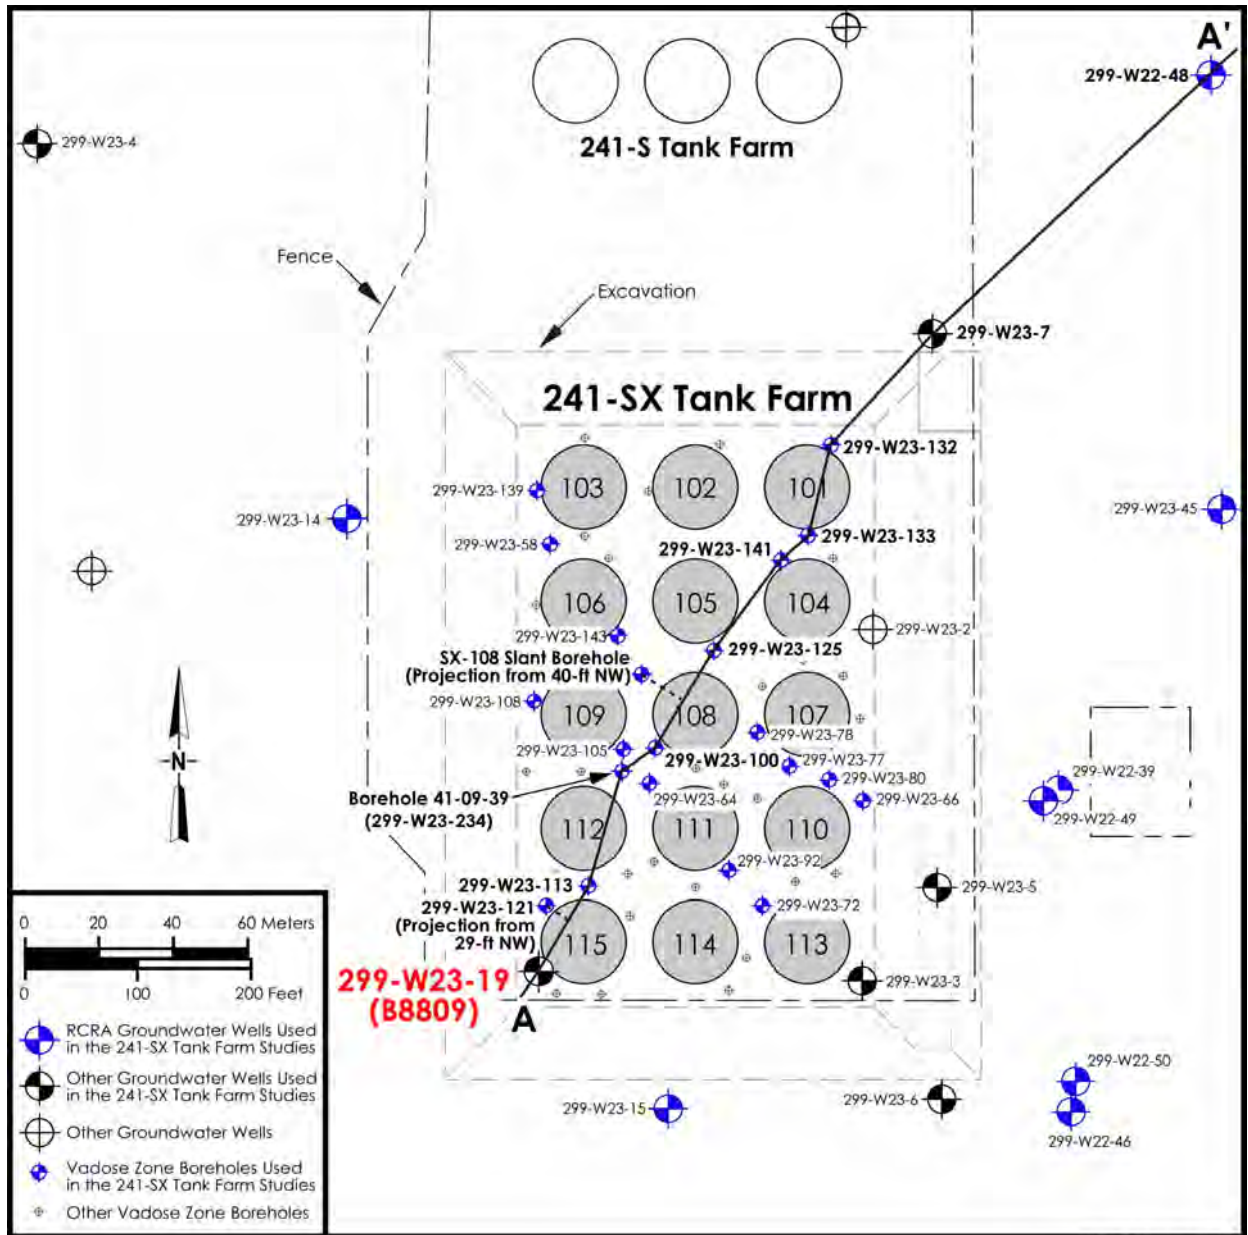 A'
299-W22-48
299-W23-4
241-S Tank Farm
Fence
Excavation
299-W23-7
241-SX Tank Farm
299-W23-132
299-W23-139
103
102
101
299-W23-14
299-W23-45
299-W23-58
299-W23-133
299-W23-141
106
105
104
299-W23-143
299-W23-2
299-W23-125
SX-108 Slant Borehole
(Projection from 40-ft NW)
299-W23-108
109
108
107
299-W23-78
299-W23-105
299-W23-100
299-W23-77
299-W23-80
299-W22-39
299-W23-64
299-W23-66
299-W22-49
N
Borehole 41-09-39
(299-W23-234)
112
111
110
299-W23-92
299-W23-113
299-W23-5
299-W23-121
(Projection from
29-ft NW)
299-W23-72
115
114
113
299-W23-19
(B8809)
299-W23-3
A
299-W22-50
299-W23-15
299-W23-6
299-W22-46
0 20 40 60 Meters
0 100 200 Feet
RCRA Groundwater Wells Used
in the 241-SX Tank Farm Studies
Other Groundwater Wells Used
in the 241-SX Tank Farm Studies
Other Groundwater Wells
Vadose Zone Boreholes Used
in the 241-SX Tank Farm Studies
Other Vadose Zone Boreholes